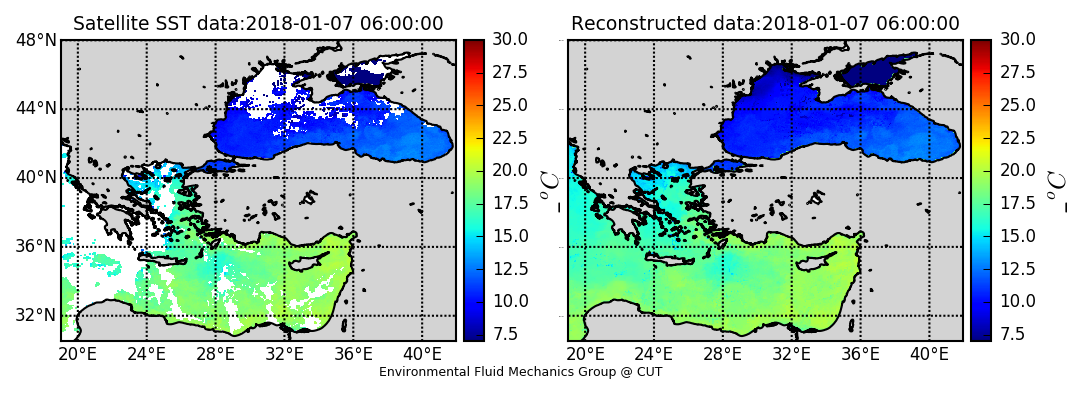 Satellite SST data:2018-01-07 06:00:00
48°N
44°N
40°N
36°N
32°N
20°E 24°E 28°E 32°E 36°E 40°E
30.0
27.5
25.0
22.5
20.0
17.5
15.0
12.5
10.0
7.5
_°C
Reconstructed data:2018-01-07 06:00:00
20°E 24°E 28°E 32°E 36°E 40°E
30.0
27.5
25.0
22.5
20.0
17.5
15.0
12.5
10.0
7.5
_°C
Environmental Fluid Mechanics Group @ CUT